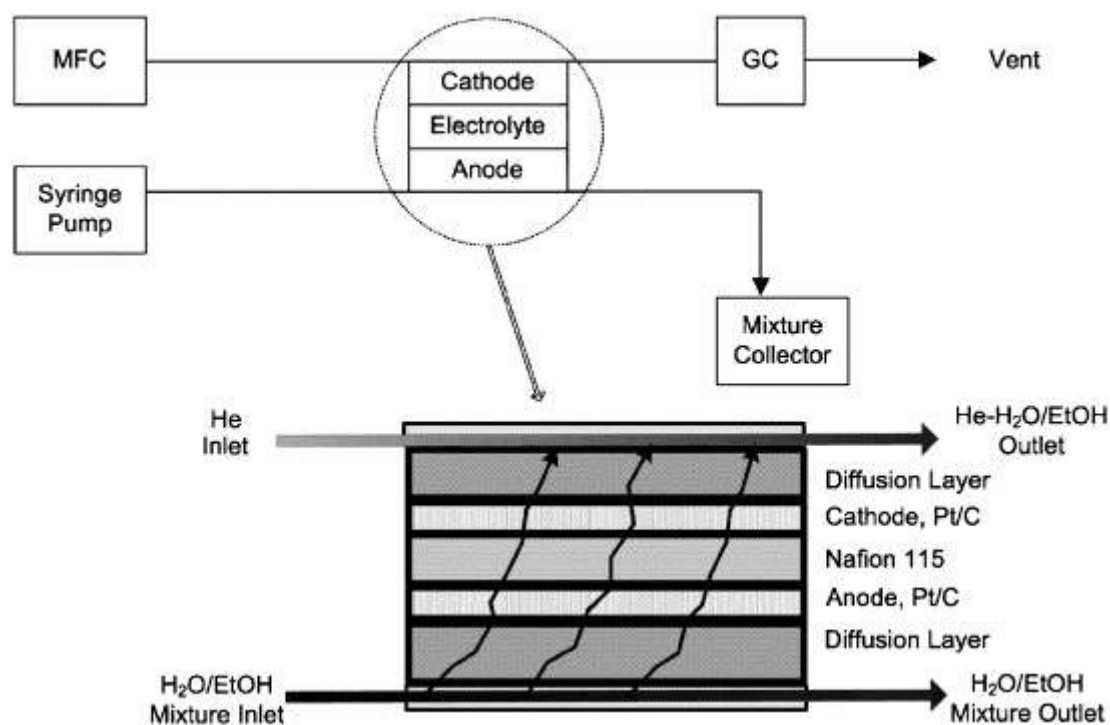 MFC
GC
Vent
Cathode
Electrolyte
Anode
Syringe
Pump
Mixture
Collector
He
Inlet
He-H₂O/EtOH
Outlet
Diffusion Layer
Cathode, Pt/C
Nafion 115
Anode, Pt/C
Diffusion Layer
H₂O/EtOH
Mixture Inlet
H₂O/EtOH
Mixture Outlet